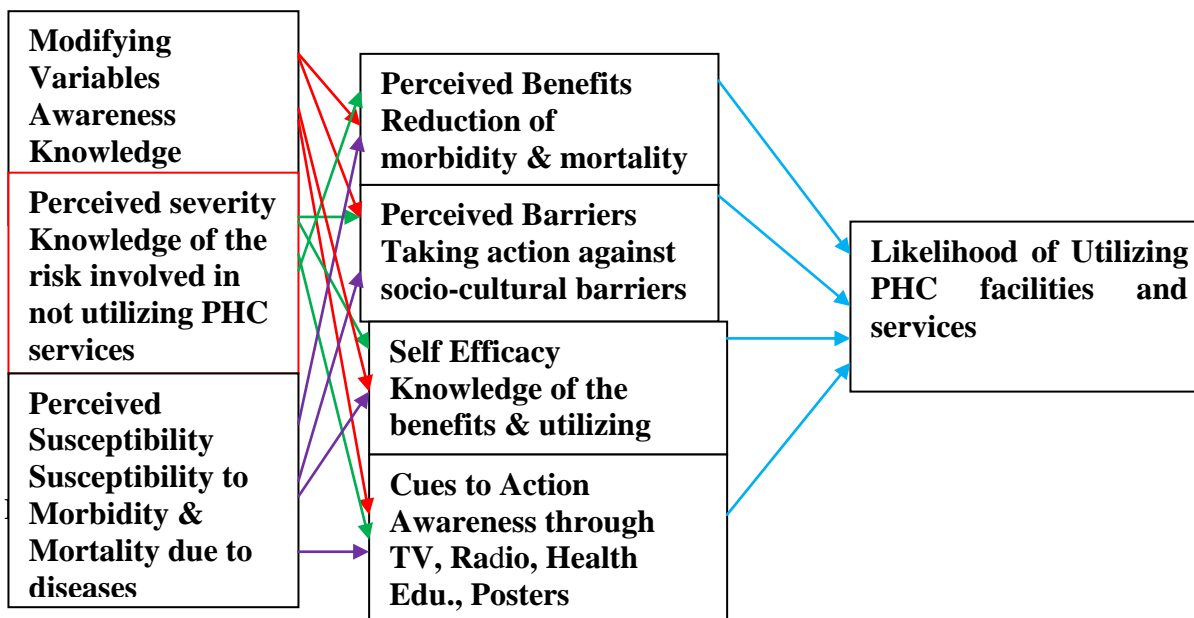 Modifying
Variables
Awareness
Knowledge
Perceived severity
Knowledge of the
risk involved in
not utilizing PHC
services
Perceived
Susceptibility
Susceptibility to
Morbidity &
Mortality due to
diseases
Perceived Benefits
Reduction of
morbidity & mortality
Perceived Barriers
Taking action against
socio-cultural barriers
Self Efficacy
Knowledge of the
benefits & utilizing
Cues to Action
Awareness through
TV, Radio, Health
Edu., Posters
Likelihood of Utilizing
PHC facilities and
services